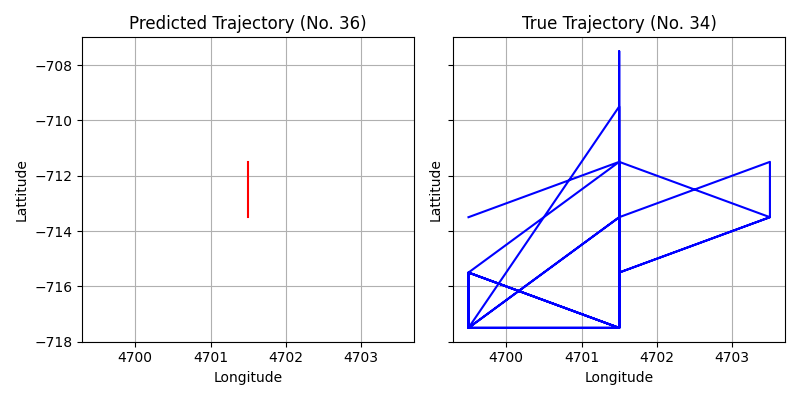 Predicted Trajectory (No. 36)
True Trajectory (No. 34)
−708
−710
−712
−714
−716
−718
Lattitude
Lattitude
4700 4701 4702 4703
4700 4701 4702 4703
Longitude
Longitude